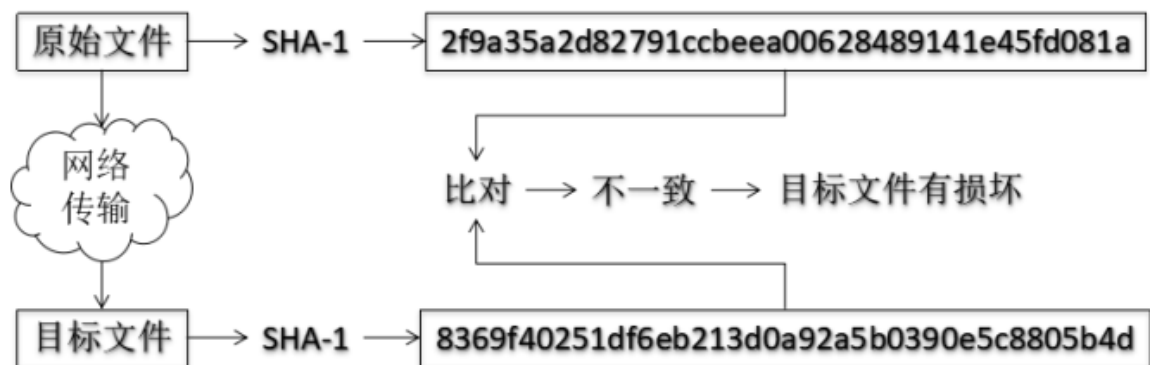 原始文件 SHA-1 2f9a35a2d82791ccbeea00628489141e45fd081a
网络
传输
比对 不一致 目标文件有损坏
目标文件 SHA-1 8369f40251df6eb213d0a92a5b0390e5c8805b4d